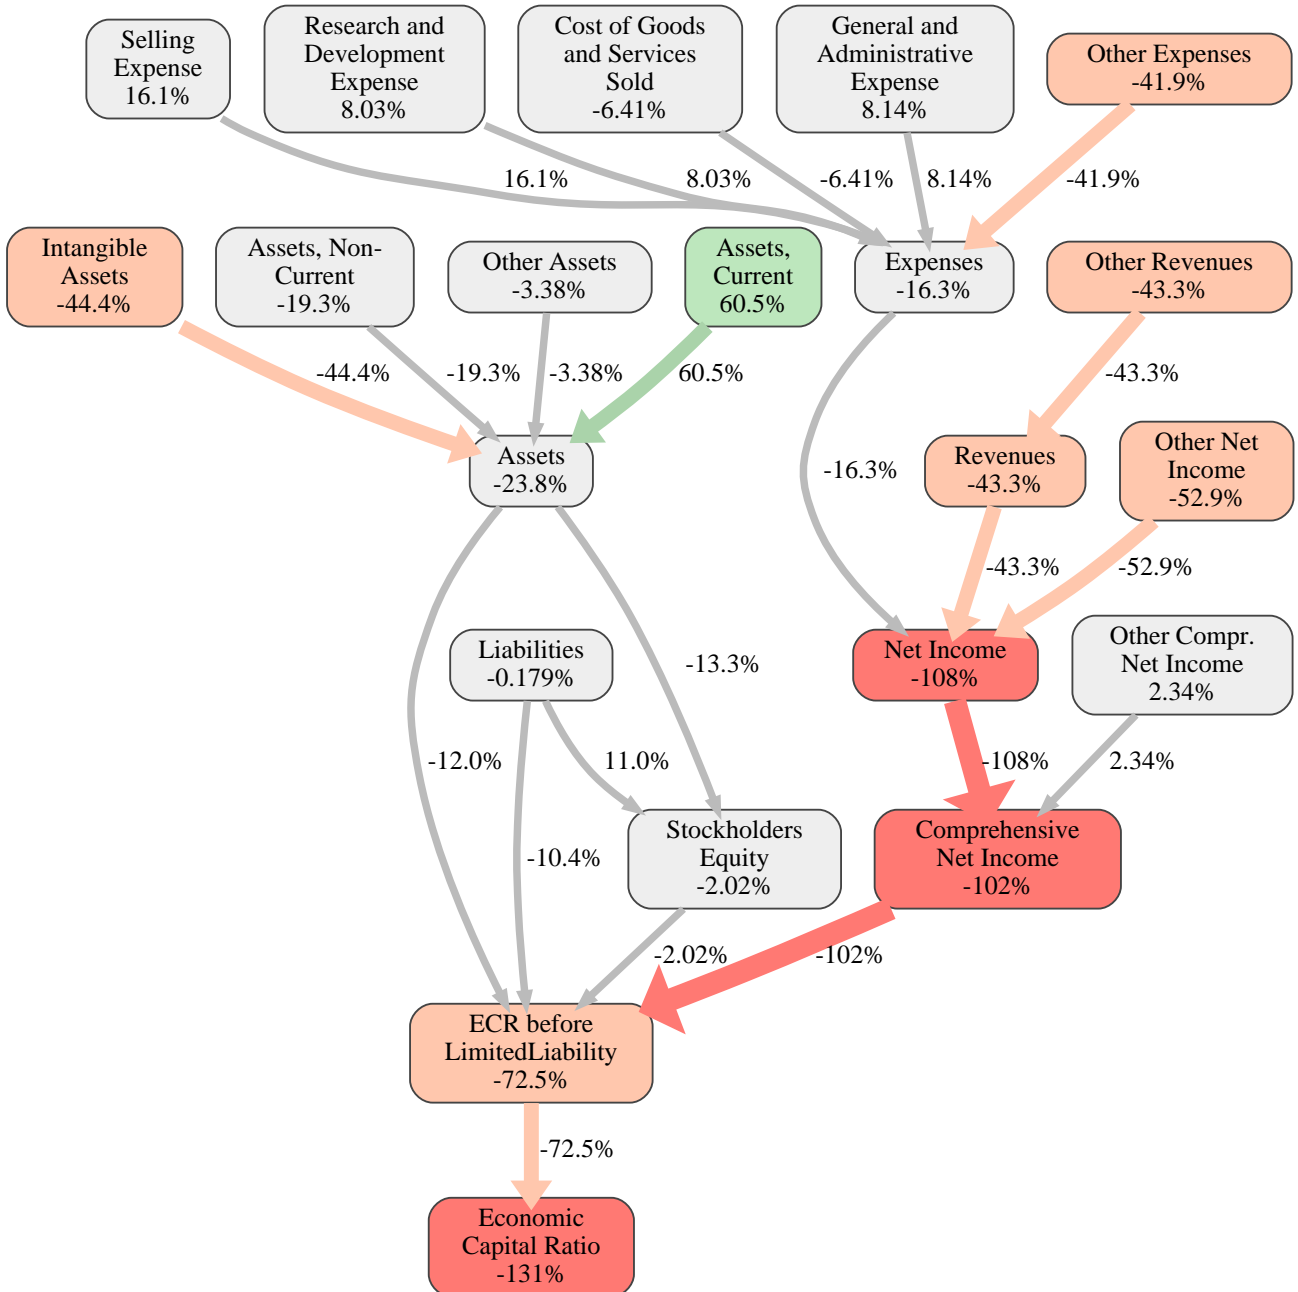 Selling
Expense
16.1%
Research and
Development
Expense
8.03%
Cost of Goods
and Services
Sold
-6.41%
General and
Administrative
Expense
8.14%
Other Expenses
-41.9%
16.1%
8.03%
-6.41%
8.14%
-41.9%
Intangible
Assets
-44.4%
Assets, Non-
Current
-19.3%
Other Assets
-3.38%
Assets,
Current
60.5%
Expenses
-16.3%
Other Revenues
-43.3%
-44.4%
-19.3%
-3.38%
60.5%
-43.3%
Assets
-23.8%
-16.3%
Revenues
-43.3%
Other Net
Income
-52.9%
-43.3%
-52.9%
Liabilities
-0.179%
-13.3%
Net Income
-108%
Other Compr.
Net Income
2.34%
-12.0%
11.0%
-108%
2.34%
-10.4%
Stockholders
Equity
-2.02%
Comprehensive
Net Income
-102%
-2.02%
-102%
ECR before
LimitedLiability
-72.5%
-72.5%
Economic
Capital Ratio
-131%